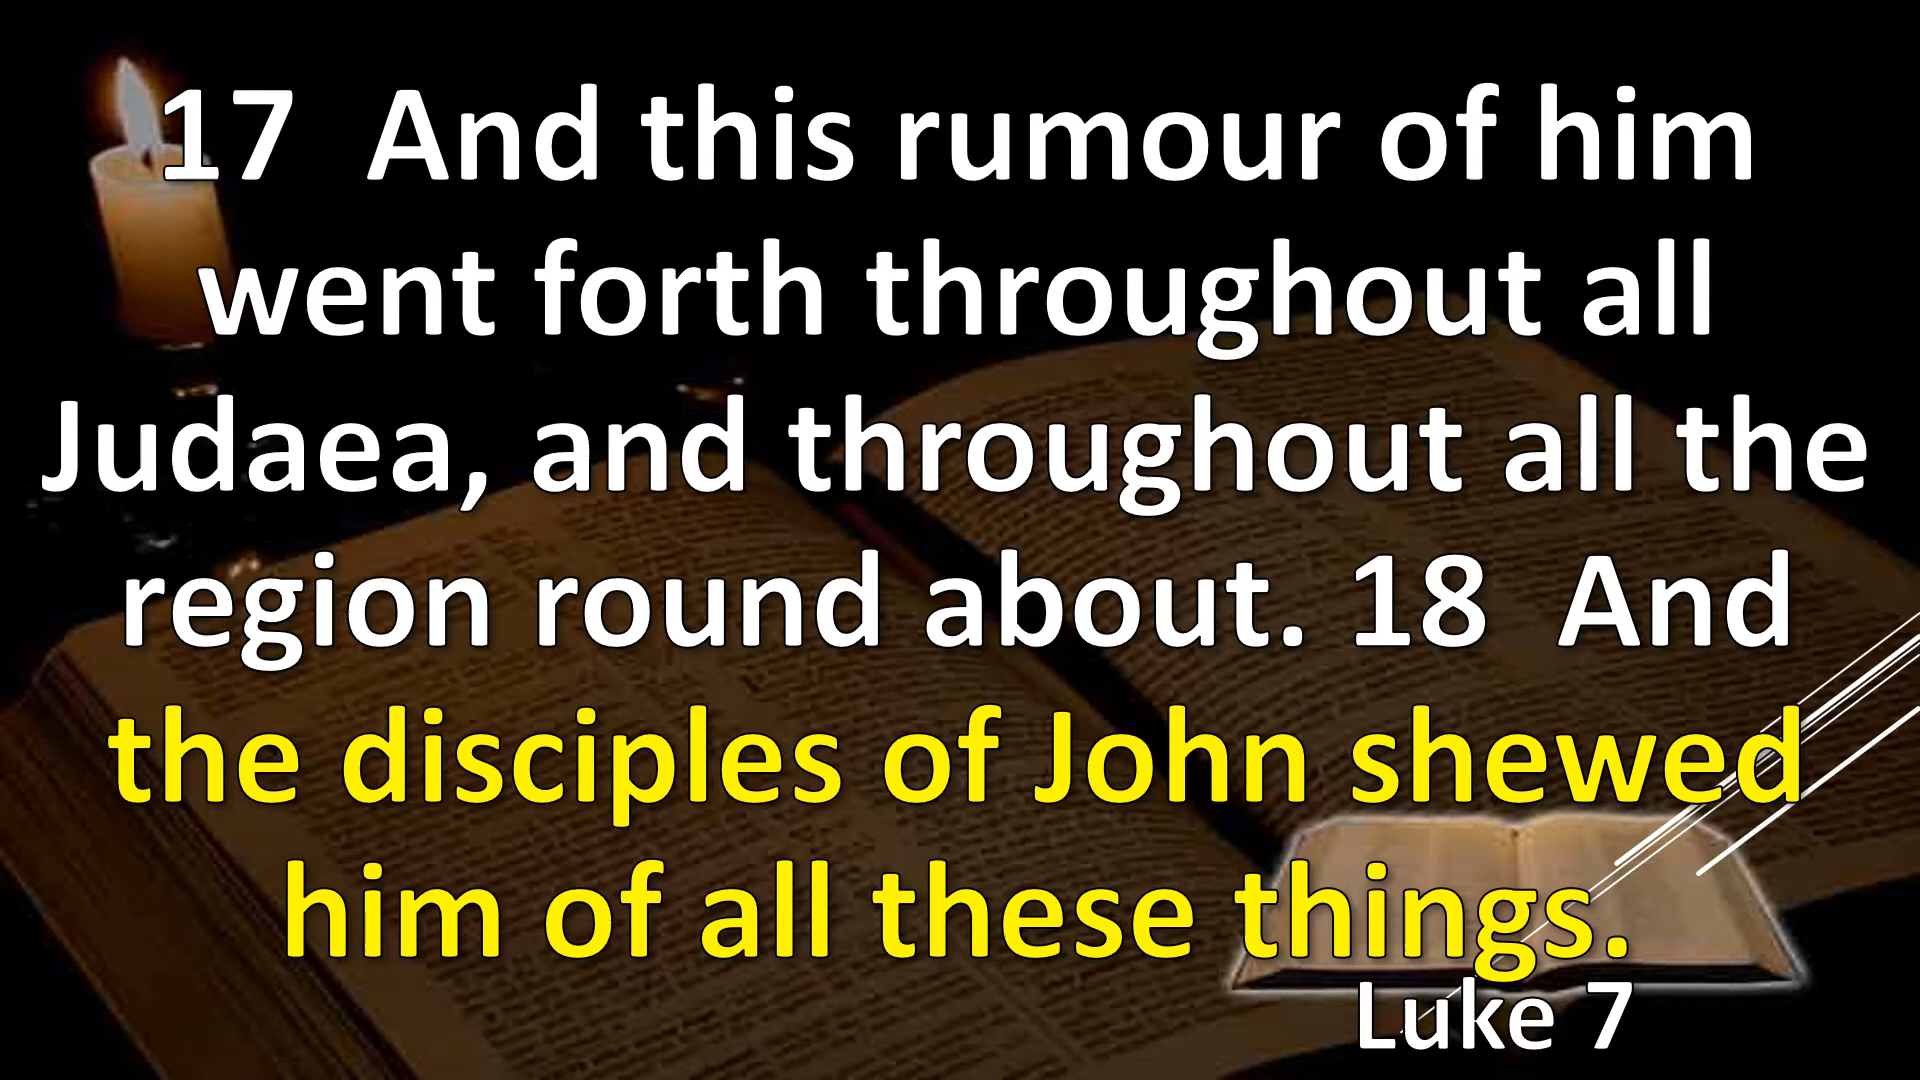 17  And this rumour of him
went forth throughout all
Judaea, and throughout all the
region round about. 18  And
the disciples of John shewed
him of all these things.
Luke 7